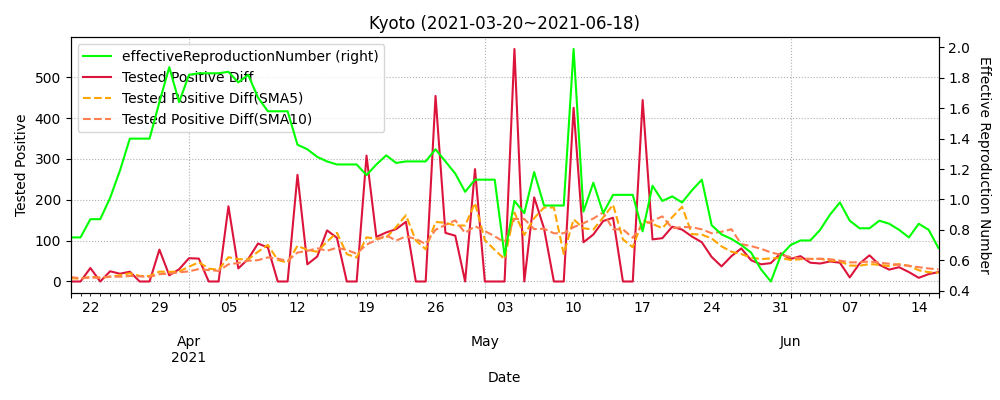 Kyoto (2021-03-20~2021-06-18)
effectiveReproductionNumber (right)
Tested Positive Diff
Tested Positive Diff(SMA5)
Tested Positive Diff(SMA10)
Tested Positive
500
400
300
200
100
0
2.0
1.8
1.6
1.4
1.2
1.0
0.8
0.6
0.4
Effective Reproduction Number
22 29 05 12 19 26 03 10 17 24 31 07 14
Apr May Jun
2021
Date